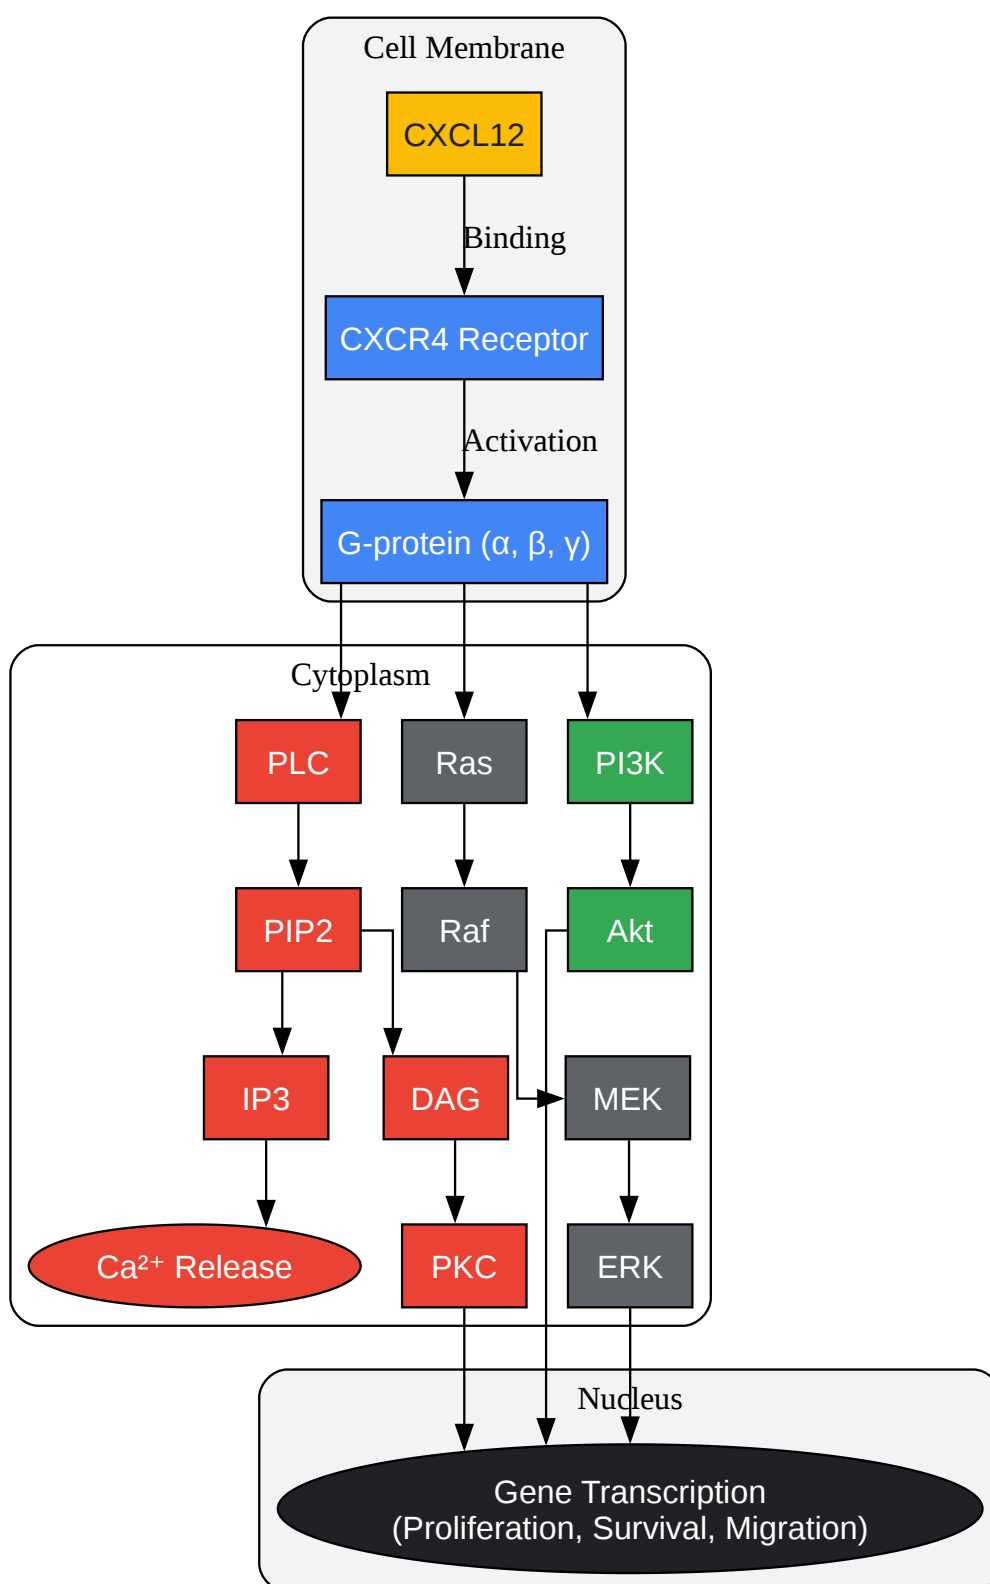 Cell Membrane
CXCL12
Binding
CXCR4 Receptor
Activation
G-protein (α, β, γ)
Cytoplasm
PLC
Ras
PI3K
PIP2
Raf
Akt
IP3
DAG
MEK
Ca²⁺ Release
PKC
ERK
Nucleus
Gene Transcription
(Proliferation, Survival, Migration)